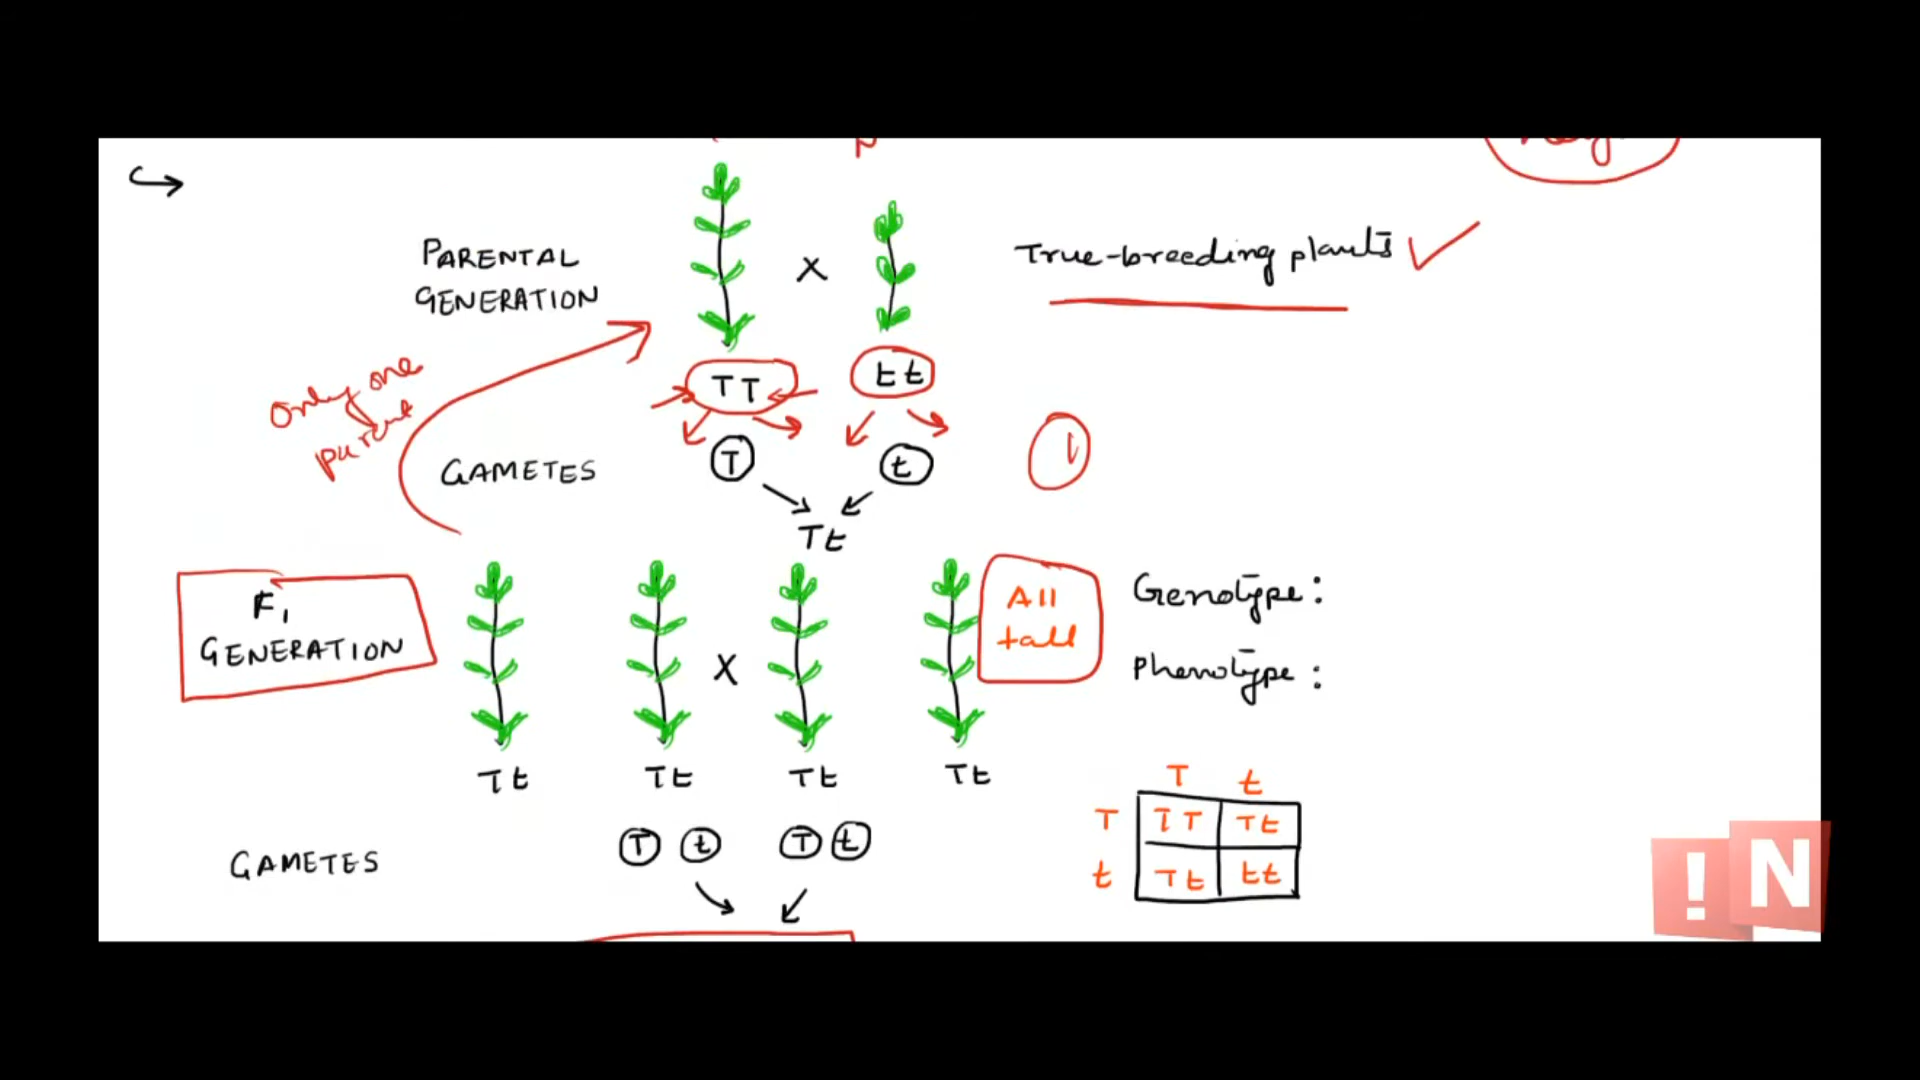 PARENTAL
GENERATION
X
True-breeding plants
Only one
parent
TT
tt
GAMETES
T
t
Tt
F1
GENERATION
X
All
tall
Genotype:
Phenotype:
Tt
Tt
Tt
Tt
GAMETES
T
t
T
t
T t
T TT Tt
t Tt tt
!N